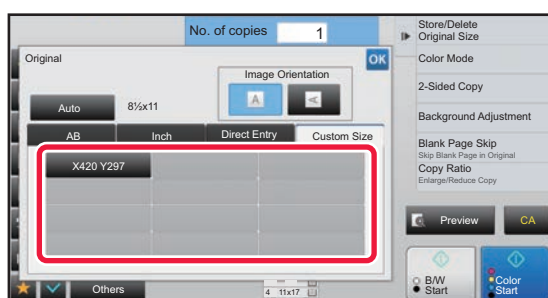 No. of copies 1
Store/Delete
Original Size
Original
OK
Color Mode
Image Orientation
2-Sided Copy
A A
Auto 8½x11
Background Adjustment
AB Inch Direct Entry Custom Size
Blank Page Skip
Skip Blank Page in Original
X420 Y297
Copy Ratio
Enlarge/Reduce Copy
Preview CA
B/W
Start
Color
Start
Others
4 11x17